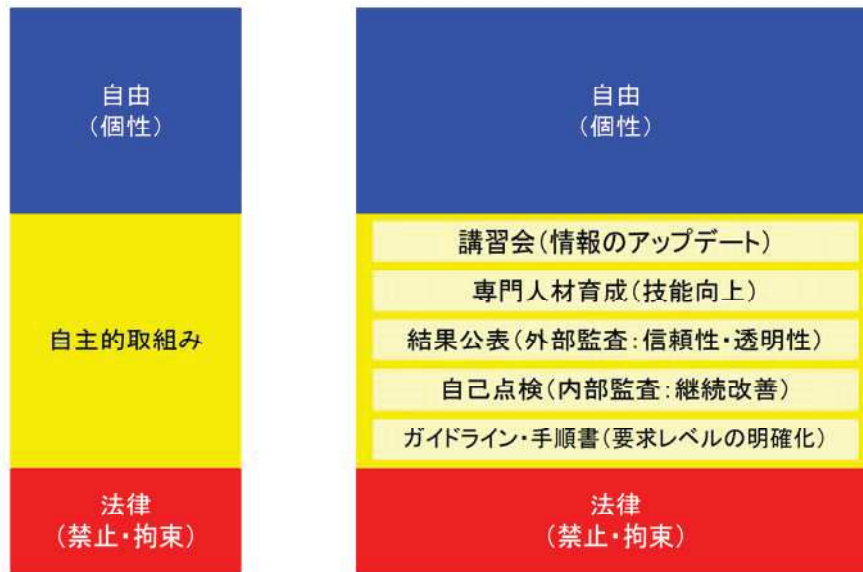 自由
（個性）
自主的取組み
法律
（禁止・拘束）
自由
（個性）
講習会（情報のアップデート）
専門人材育成（技能向上）
結果公表（外部監査：信頼性・透明性）
自己点検（内部監査：継続改善）
ガイドライン・手順書（要求レベルの明確化）
法律
（禁止・拘束）